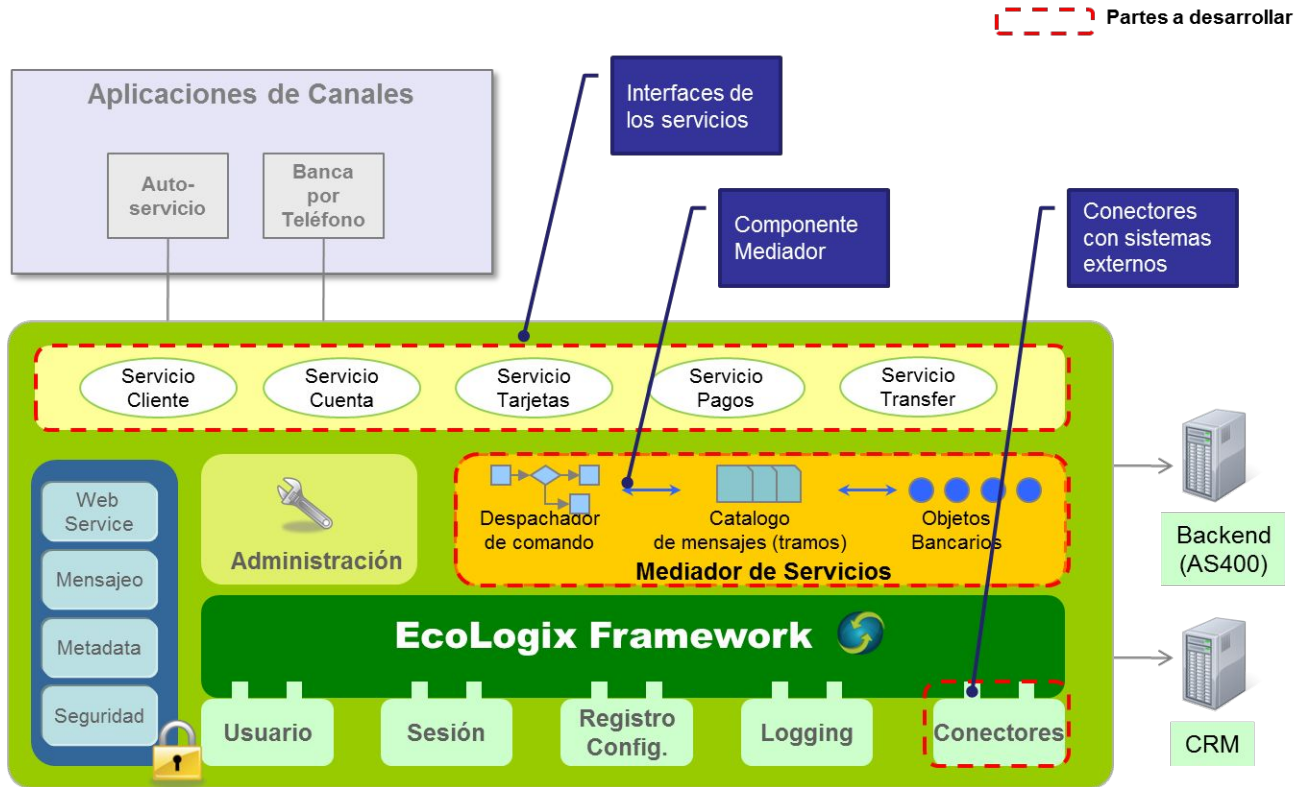 Partes a desarrollar
Aplicaciones de Canales
Auto-
servicio
Banca
por
Teléfono
Interfaces de
los servicios
Componente
Mediador
Conectores
con sistemas
externos
Servicio
Cliente
Servicio
Cuenta
Servicio
Tarjetas
Servicio
Pagos
Servicio
Transfer
Web
Service
Mensajeo
Metadata
Seguridad
Administración
Despachador
de comando
Catalogo
de mensajes (tramos)
Objetos
Bancarios
Mediador de Servicios
EcoLogix Framework
Usuario
Sesión
Registro
Config.
Logging
Conectores
Backend
(AS400)
CRM